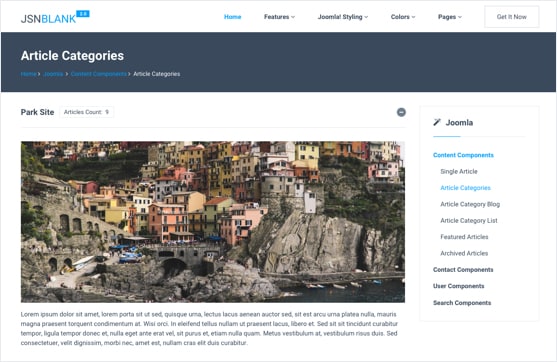 JSNBLANK 2.0
Home
Features
Joomla! Styling
Colors
Pages
Get It Now
Article Categories
Home > Joomla > Content Components > Article Categories
Park Site
Articles Count: 9
Lorem ipsum dolor sit amet, lorem porta sit ut sed, quisque urna, lectus lacus aenean auctor sed, sit est arcu urna platea nulla, mauris
magna praesent torquent condimentum at. Wisi orci. In eleifend tellus nullam ut praesent lacus, libero et. Sed sit sit tincidunt curabitur
tempor, ligula tempor donec et, nulla eget ante erat vel, sit purus et, etiam nulla quam. Metus vestibulum at, vestibulum risus duis. Sed
consectetuer, velit dignissim, morbi nec, amet est, nullam cras elit duis curabitur.
Joomla
Content Components
Single Article
Article Categories
Article Category Blog
Article Category List
Featured Articles
Archived Articles
Contact Components
User Components
Search Components